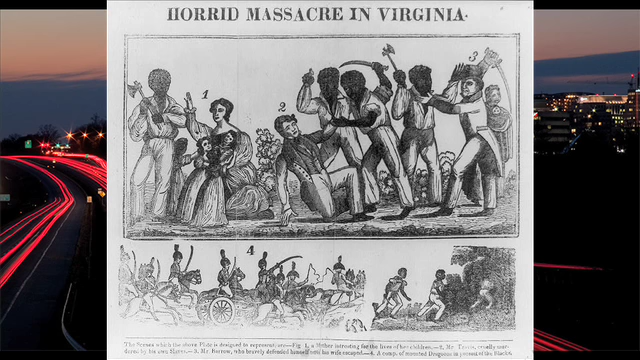 HORRID MASSACRE IN VIRGINIA.
1
2
3
4
The Scenes which the above Plate is designed to represent are—Fig. 1, a Mother intreating for the lives of her children.—2. Mr. Travis, cruelly mur-
dered by his own Slaves.—3. Mr. Barrow, who bravely defended himself until his wife escaped.—4. A comp. of mounted Dragoons in pursuit of the Blacks.